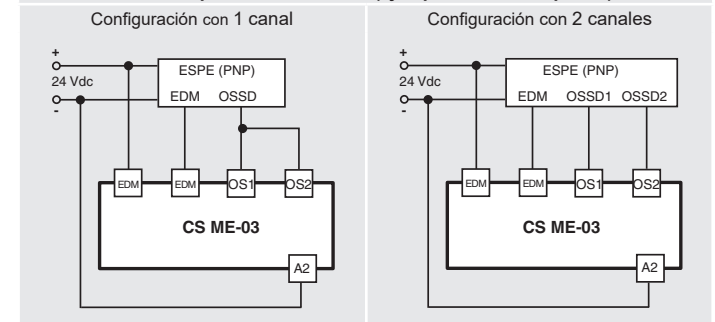 Configuración con 1 canal
+
24 Vdc
-
ESPE (PNP)
EDM OSSD
EDM EDM OS1 OS2
CS ME-03
A2
Configuración con 2 canales
+
24 Vdc
-
ESPE (PNP)
EDM OSSD1 OSSD2
EDM EDM OS1 OS2
CS ME-03
A2